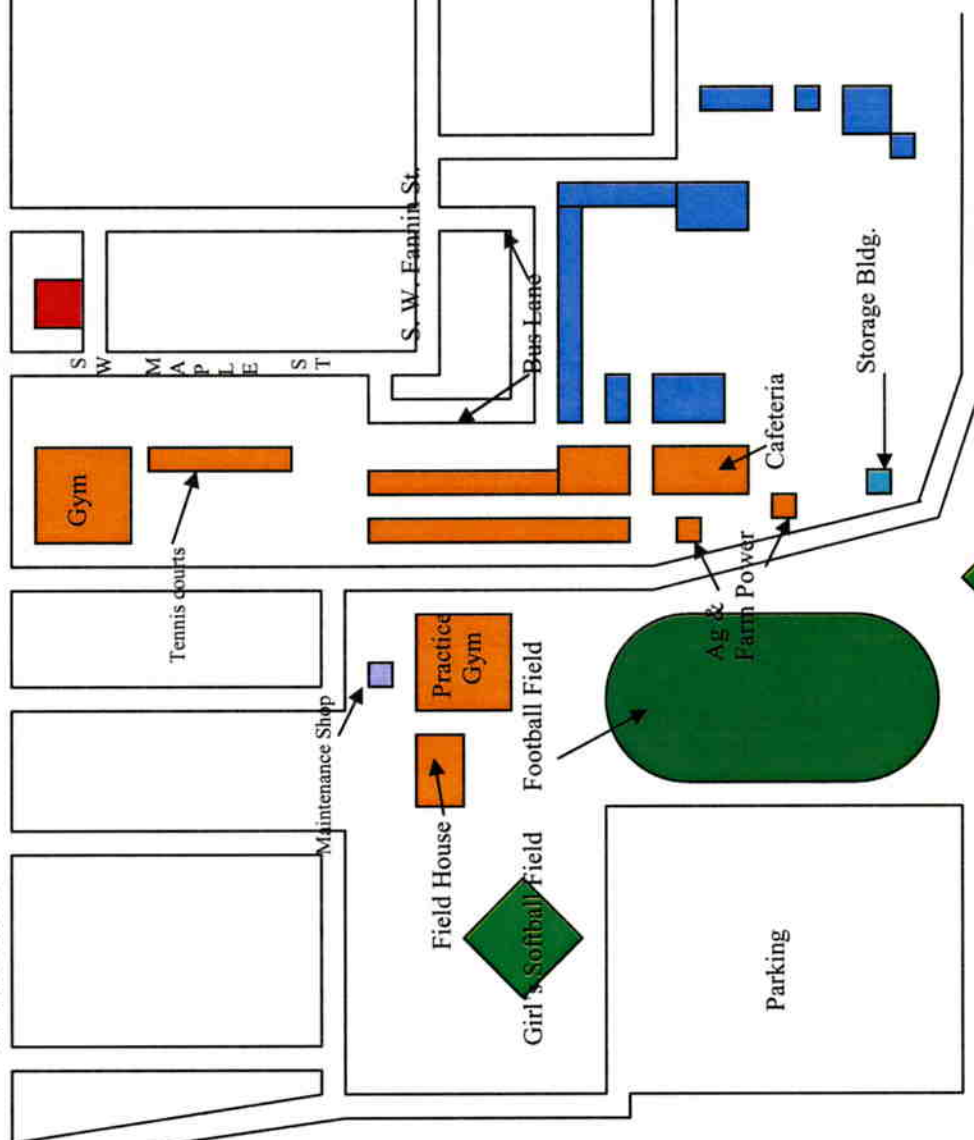 S. W. Fannin St.
S W M A P L E S T
Bus Lane
Gym
Tennis courts
Storage Bldg.
Cafeteria
Ag &
Farm Power
Maintenance Shop
Practice
Gym
Field House
Football Field
Girl's Softball Field
Parking